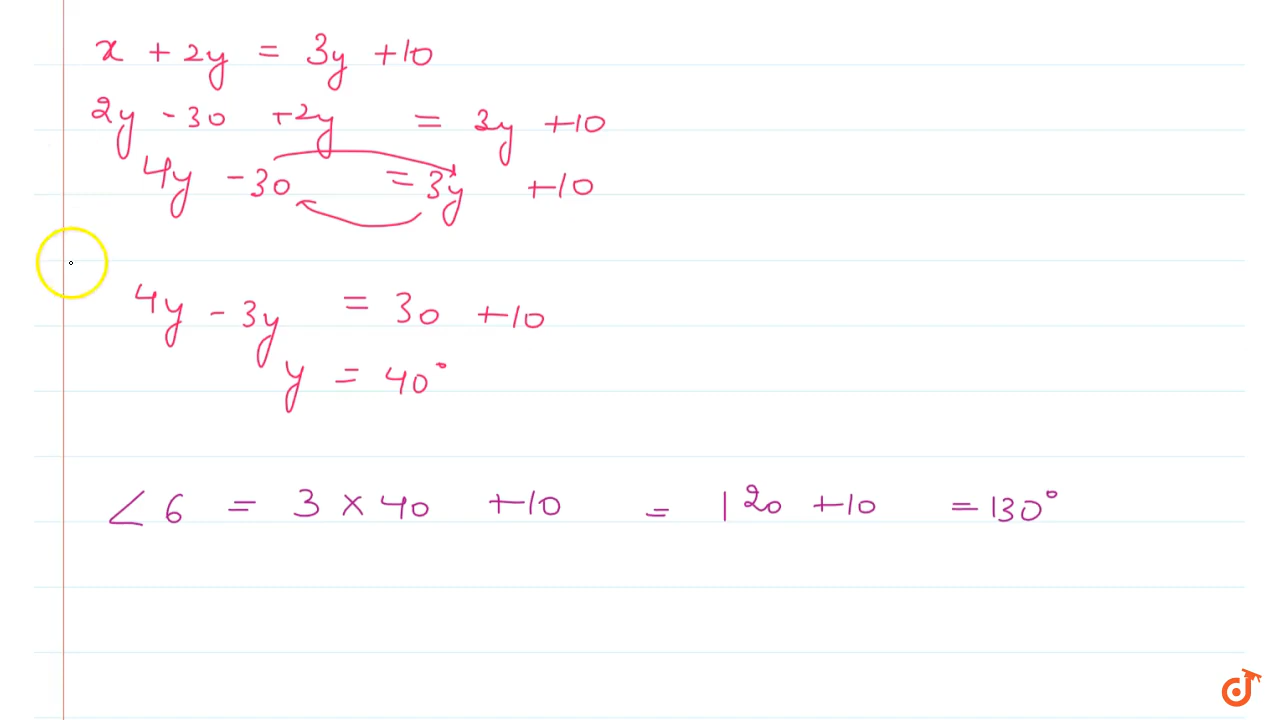 x + 2y = 3y + 10
2y - 30 + 2y = 3y + 10
4y - 30 = 3y + 10
4y - 3y = 30 + 10
y = 40°
∠6 = 3 × 40 + 10 = 120 + 10 = 130°